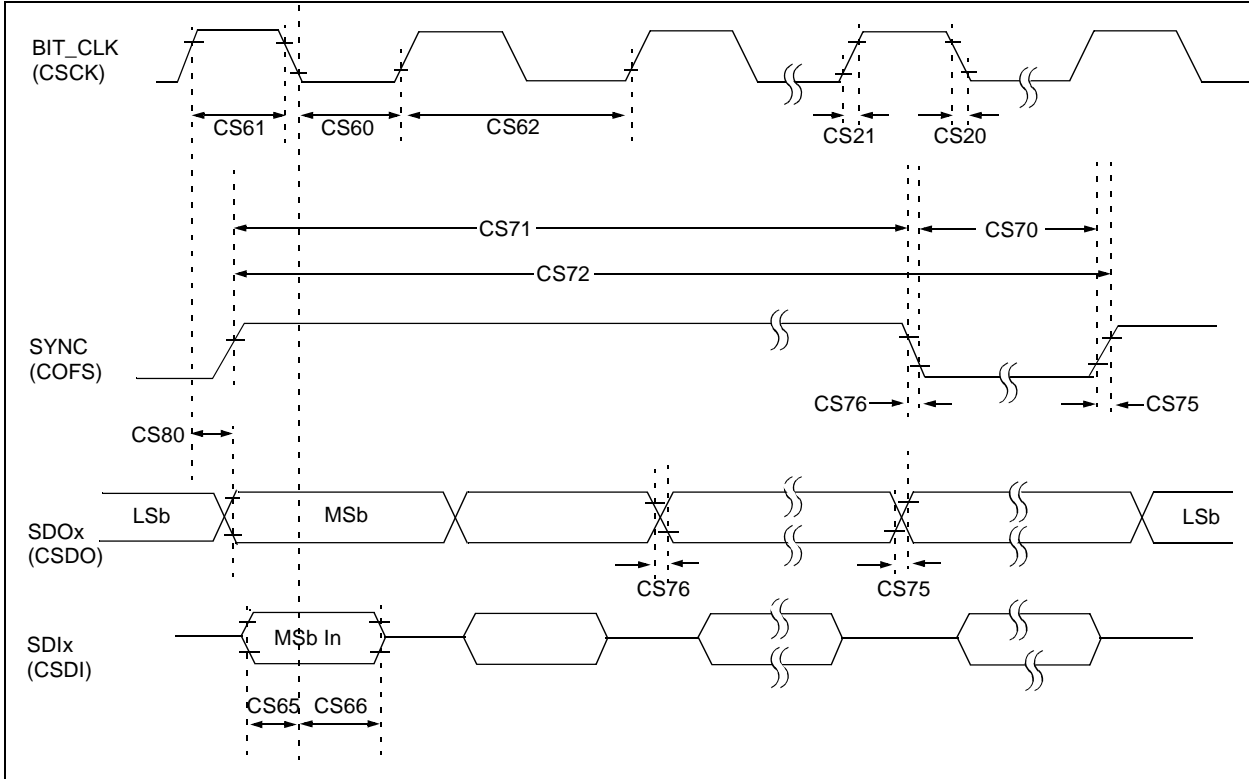 BIT_CLK
(CSCK)
CS61
CS60
CS62
CS21
CS20
CS71
CS70
CS72
SYNC
(COFS)
CS76
CS75
CS80
LSb
MSb
LSb
SDOx
(CSDO)
CS76
CS75
MSb In
SDIx
(CSDI)
CS65
CS66